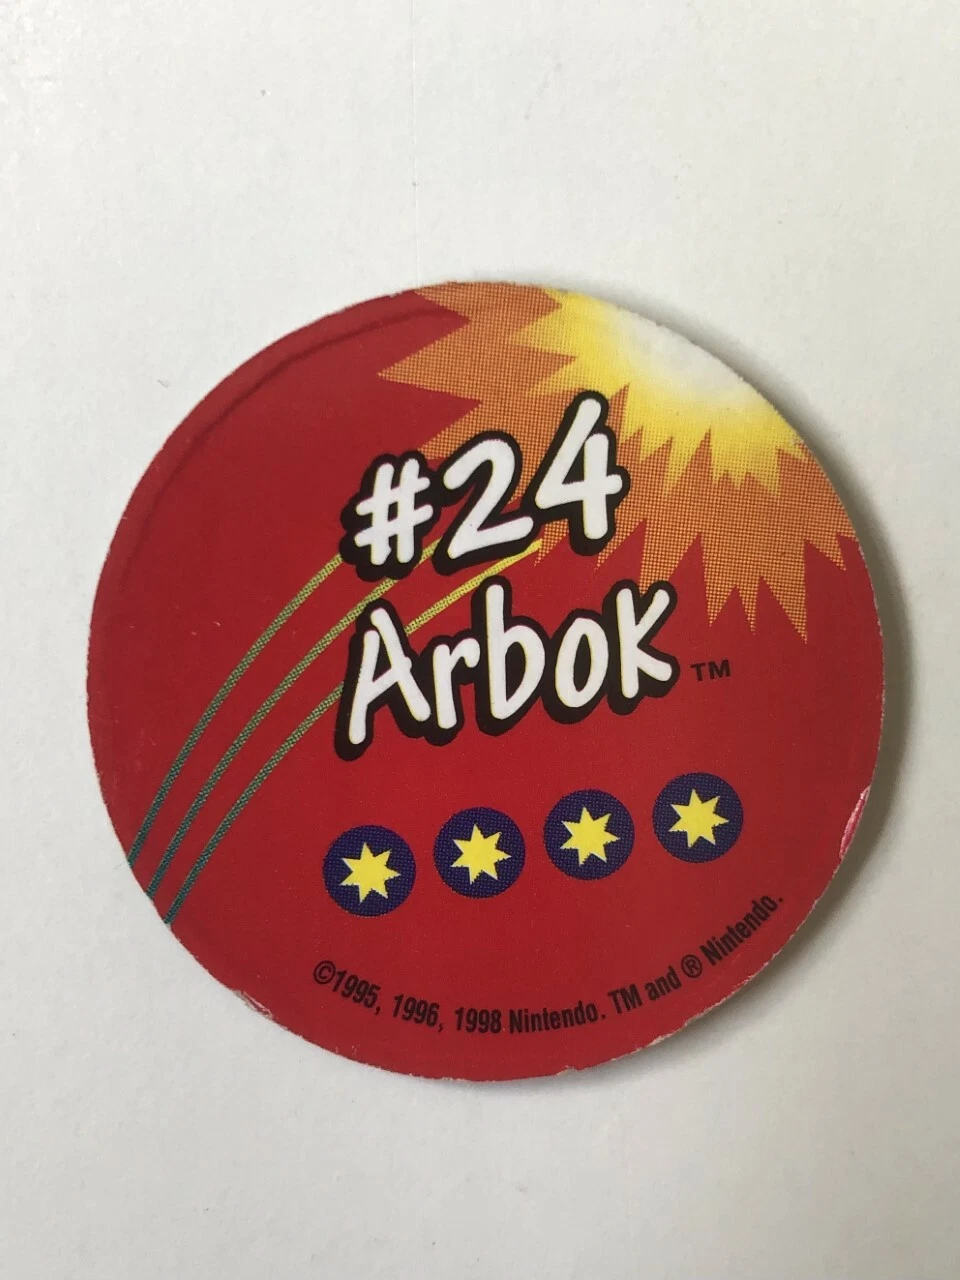 #24
Arbok™
©1995, 1996, 1998 Nintendo. TM and ® Nintendo.